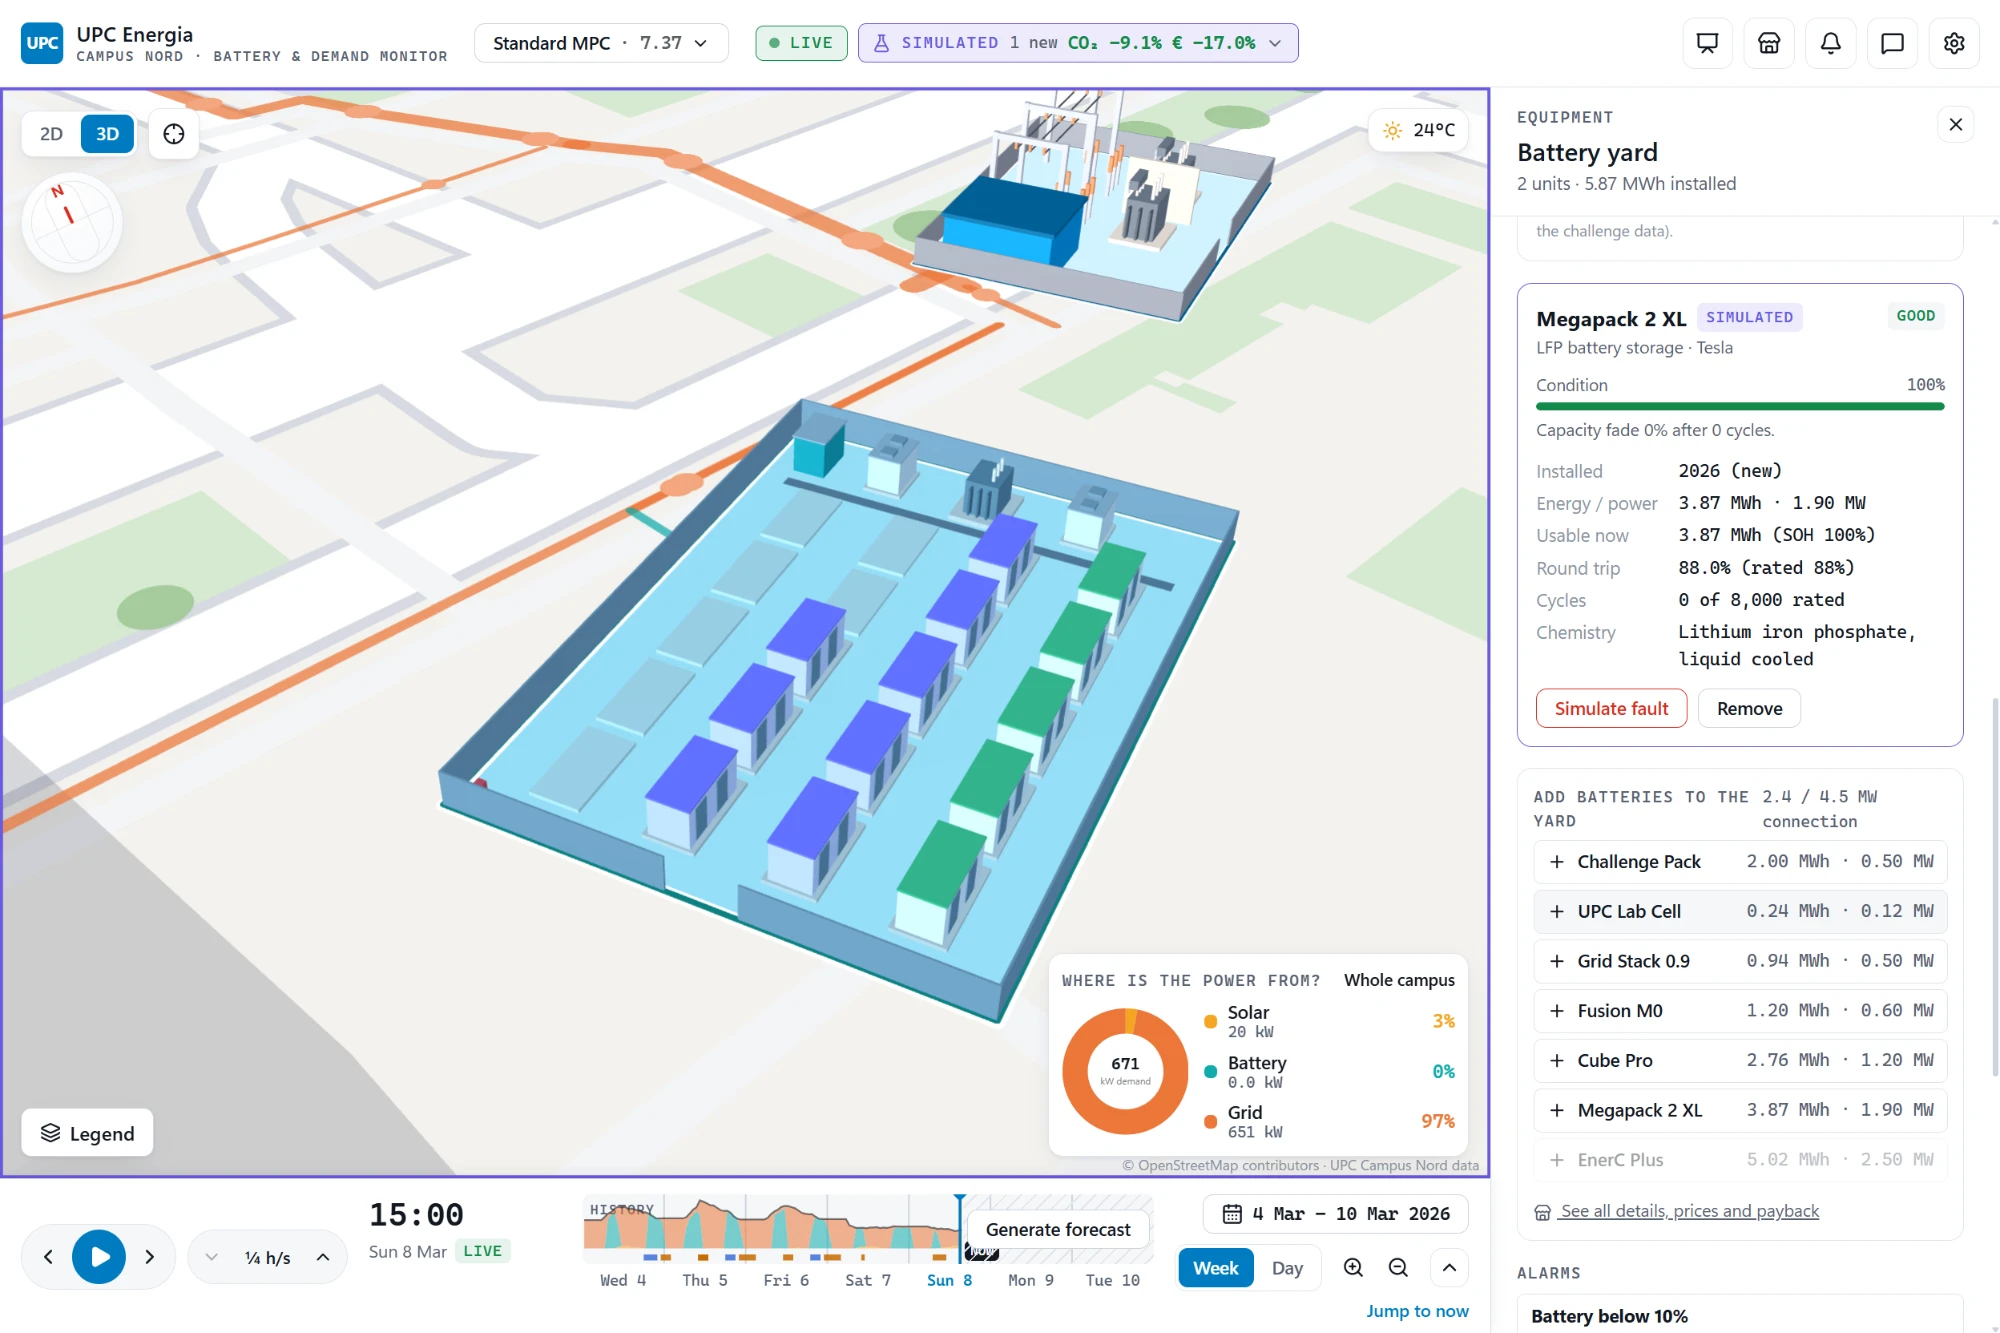 UPC
UPC Energia
CAMPUS NORD · BATTERY & DEMAND MONITOR
Standard MPC · 7.37
LIVE
SIMULATED 1 new CO₂ −9.1% € −17.0%
2D
3D
N
24°C
Legend
WHERE IS THE POWER FROM?
Whole campus
671
kW demand
Solar
20 kW
3%
Battery
0.0 kW
0%
Grid
651 kW
97%
© OpenStreetMap contributors · UPC Campus Nord data
EQUIPMENT
Battery yard
2 units · 5.87 MWh installed
the challenge data).
Megapack 2 XL
SIMULATED
GOOD
LFP battery storage · Tesla
Condition
100%
Capacity fade 0% after 0 cycles.
Installed
2026 (new)
Energy / power
3.87 MWh · 1.90 MW
Usable now
3.87 MWh (SOH 100%)
Round trip
88.0% (rated 88%)
Cycles
0 of 8,000 rated
Chemistry
Lithium iron phosphate,
liquid cooled
Simulate fault
Remove
ADD BATTERIES TO THE
YARD
2.4 / 4.5 MW
connection
Challenge Pack
2.00 MWh · 0.50 MW
UPC Lab Cell
0.24 MWh · 0.12 MW
Grid Stack 0.9
0.94 MWh · 0.50 MW
Fusion M0
1.20 MWh · 0.60 MW
Cube Pro
2.76 MWh · 1.20 MW
Megapack 2 XL
3.87 MWh · 1.90 MW
EnerC Plus
5.02 MWh · 2.50 MW
See all details, prices and payback
ALARMS
Battery below 10%
¼ h/s
15:00
Sun 8 Mar
LIVE
HISTORY
Generate forecast
NOW
Wed 4
Thu 5
Fri 6
Sat 7
Sun 8
Mon 9
Tue 10
4 Mar – 10 Mar 2026
Week
Day
Jump to now